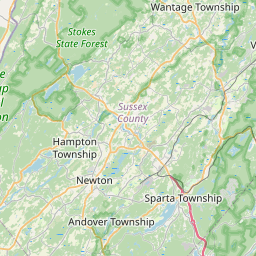 Wantage Township
Stokes
State Forest
Sussex
County
Hampton
Township
Newton
Sparta Township
Andover Township